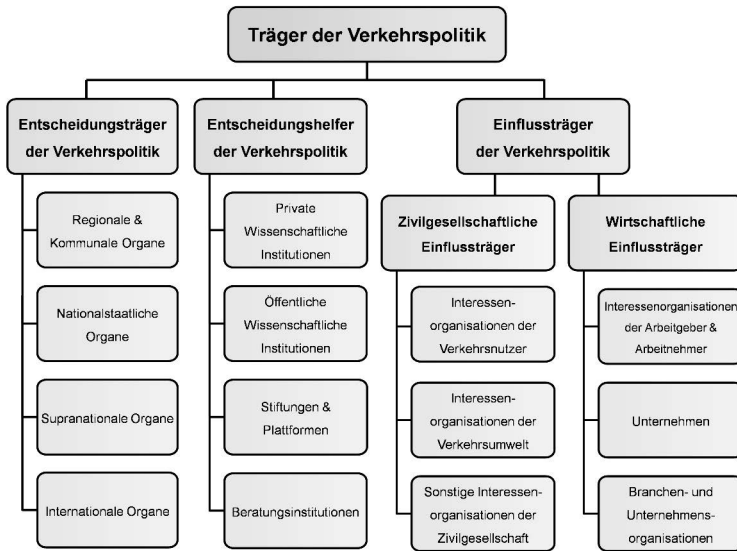 Träger der Verkehrspolitik
Entscheidungsträger
der Verkehrspolitik
Regionale &
Kommunale Organe
Nationalstaatliche
Organe
Supranationale Organe
Internationale Organe
Entscheidungshelfer
der Verkehrspolitik
Private
Wissenschaftliche
Institutionen
Öffentliche
Wissenschaftliche
Institutionen
Stiftungen &
Plattformen
Beratungsinstitutionen
Einflussträger
der Verkehrspolitik
Zivilgesellschaftliche
Einflussträger
Interessen-
organisationen der
Verkehrsnutzer
Interessen-
organisationen der
Verkehrsumwelt
Sonstige Interessen-
organisationen der
Zivilgesellschaft
Wirtschaftliche
Einflussträger
Interessenorganisationen
der Arbeitgeber &
Arbeitnehmer
Unternehmen
Branchen- und
Unternehmens-
organisationen